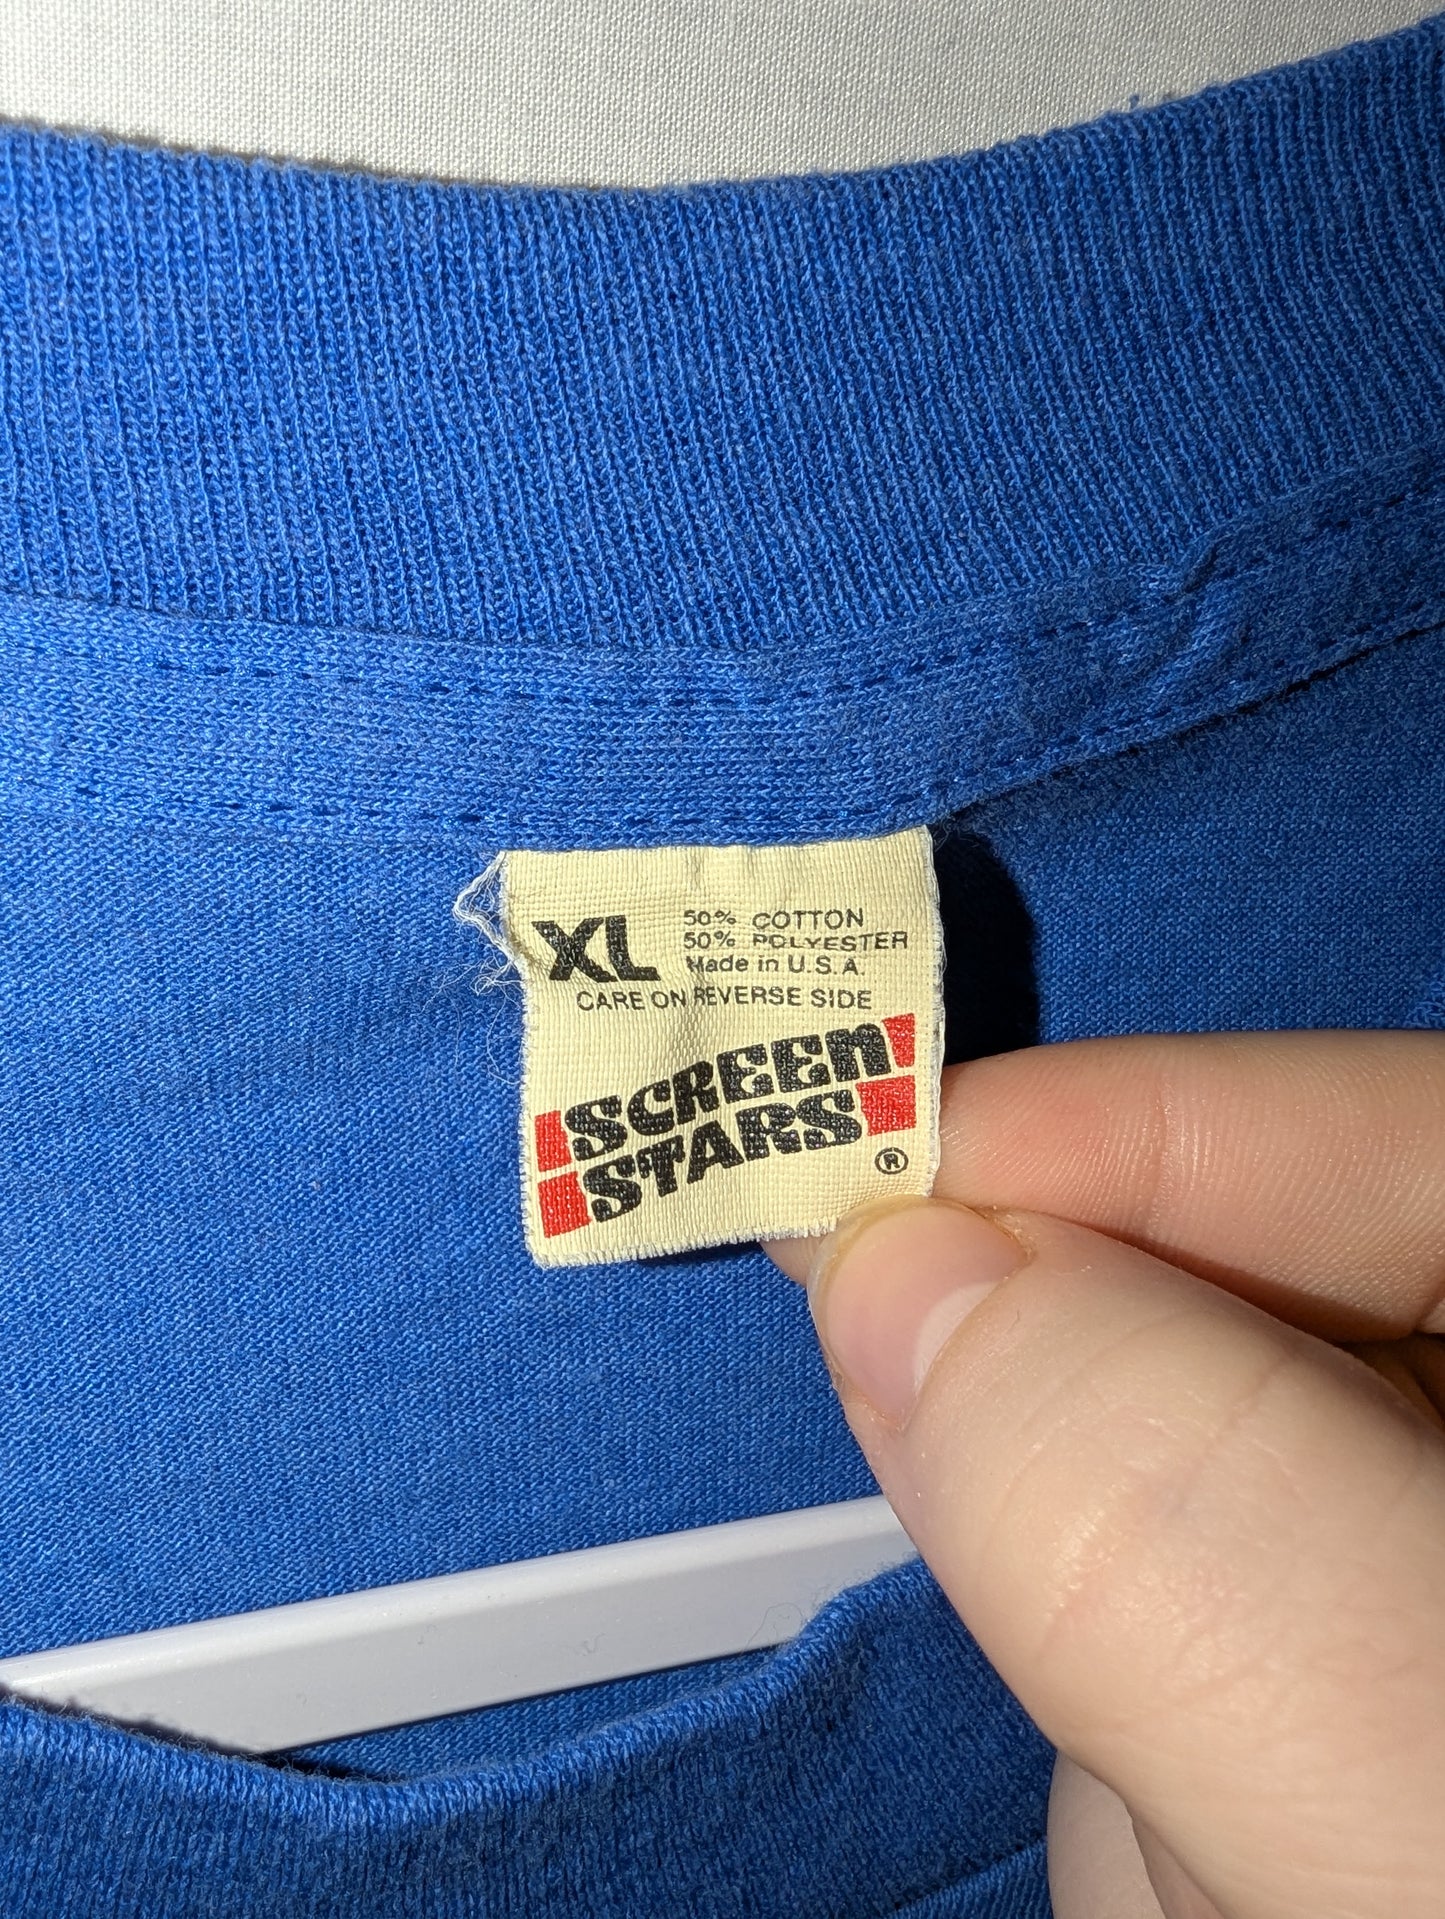 XL
50% COTTON
50% POLYESTER
Made in U.S.A.
CARE ON REVERSE SIDE
SCREEN
STARS
®